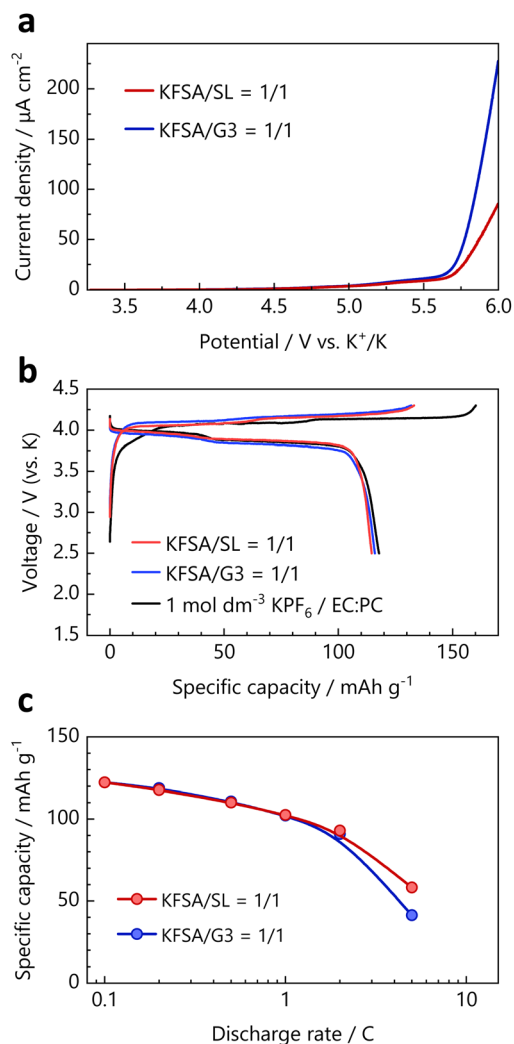 a
Current density / µA cm⁻²
200
150
100
50
0
KFSA/SL = 1/1
KFSA/G3 = 1/1
3.5 4.0 4.5 5.0 5.5 6.0
Potential / V vs. K⁺/K
b
Voltage / V (vs. K)
4.5
4.0
3.5
3.0
2.5
2.0
1.5
KFSA/SL = 1/1
KFSA/G3 = 1/1
1 mol dm⁻³ KPF₆ / EC:PC
0 50 100 150
Specific capacity / mAh g⁻¹
c
Specific capacity / mAh g⁻¹
150
100
50
0
KFSA/SL = 1/1
KFSA/G3 = 1/1
0.1 1 10
Discharge rate / C